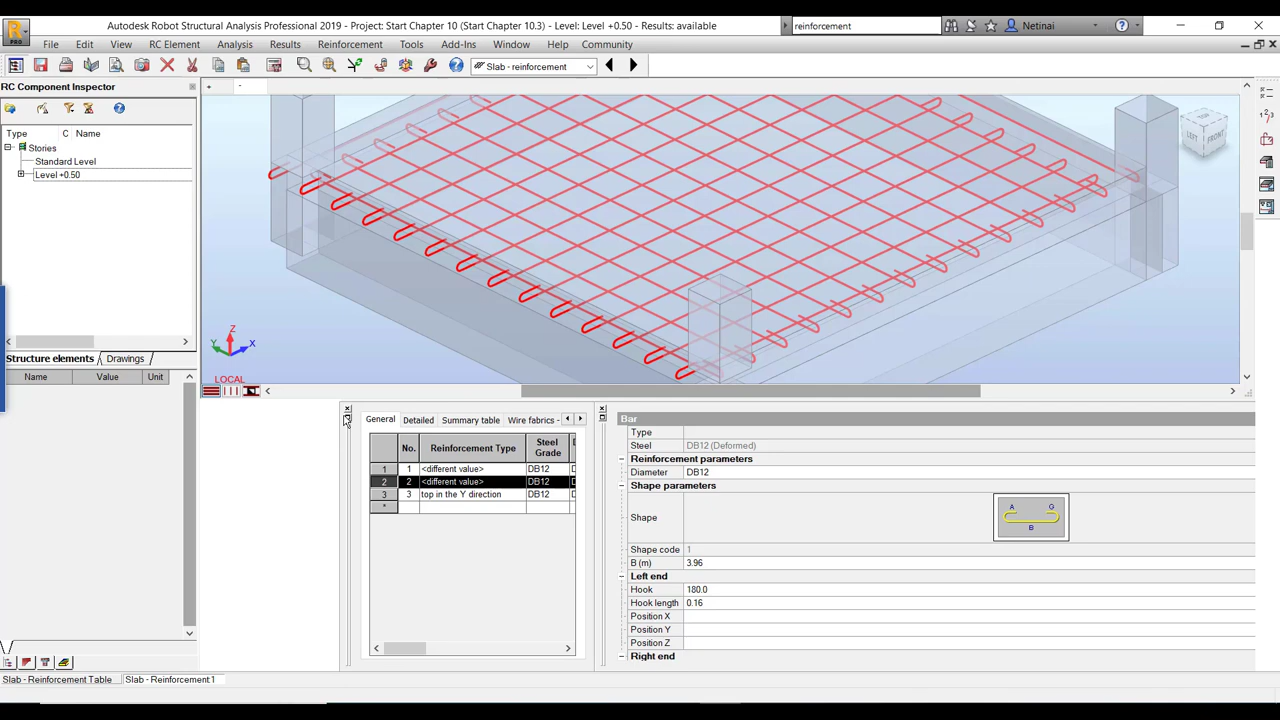 Autodesk Robot Structural Analysis Professional 2019 - Project: Start Chapter 10 (Start Chapter 10.3) - Level: Level +0.50 - Results: available
reinforcement
Netinai
PRO
File Edit View RC Element Analysis Results Reinforcement Tools Add-Ins Window Help Community
Slab - reinforcement
RC Component Inspector
Type C Name
Stories
Standard Level
Level +0.50
TOP
LEFT FRONT
Z
Y X
LOCAL
Structure elements Drawings
Name Value Unit
General Detailed Summary table Wire fabrics -
No. Reinforcement Type Steel Grade
1 1 <different value> DB12
2 2 <different value> DB12
3 3 top in the Y direction DB12
*
Bar
Type
Steel DB12 (Deformed)
Reinforcement parameters
Diameter DB12
Shape parameters
Shape A G B
Shape code 1
B (m) 3.96
Left end
Hook 180.0
Hook length 0.16
Position X
Position Y
Position Z
Right end
Slab - Reinforcement Table Slab - Reinforcement:1